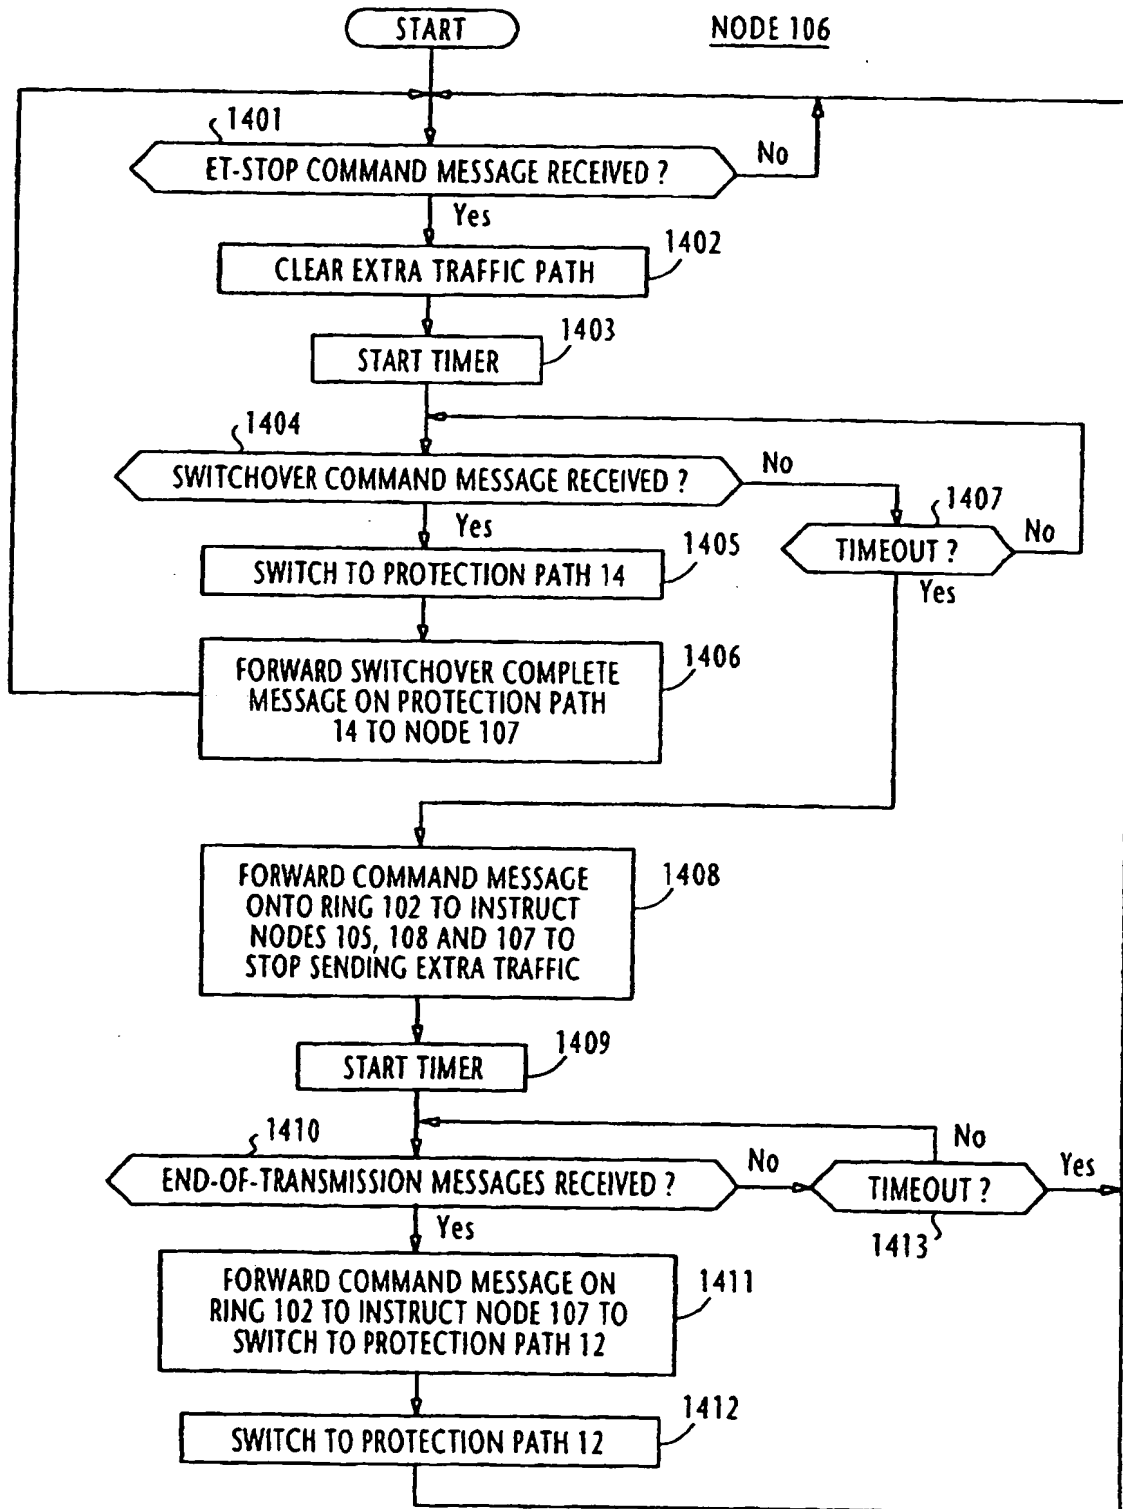 START
NODE 106
1401
ET-STOP COMMAND MESSAGE RECEIVED ?
No
Yes
1402
CLEAR EXTRA TRAFFIC PATH
1403
START TIMER
1404
SWITCHOVER COMMAND MESSAGE RECEIVED ?
No
1407
TIMEOUT ?
No
Yes
Yes
1405
SWITCH TO PROTECTION PATH 14
1406
FORWARD SWITCHOVER COMPLETE
MESSAGE ON PROTECTION PATH
14 TO NODE 107
1408
FORWARD COMMAND MESSAGE
ONTO RING 102 TO INSTRUCT
NODES 105, 108 AND 107 TO
STOP SENDING EXTRA TRAFFIC
1409
START TIMER
1410
END-OF-TRANSMISSION MESSAGES RECEIVED ?
No
No
TIMEOUT ?
Yes
1413
Yes
1411
FORWARD COMMAND MESSAGE ON
RING 102 TO INSTRUCT NODE 107 TO
SWITCH TO PROTECTION PATH 12
1412
SWITCH TO PROTECTION PATH 12